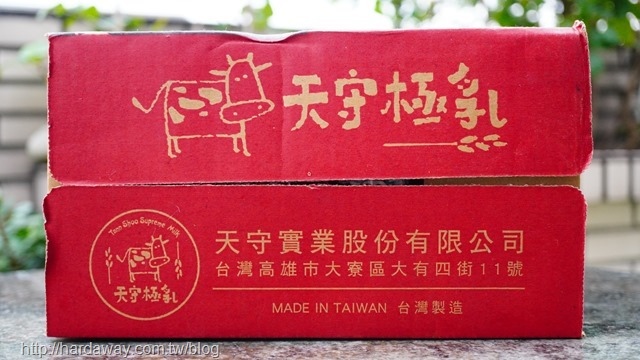 天守極乳
天守實業股份有限公司
台灣高雄市大寮區大有四街11號
MADE IN TAIWAN 台灣製造
Tann Shoo Supreme Milk
天守極乳
http://hardaway.com.tw/blog